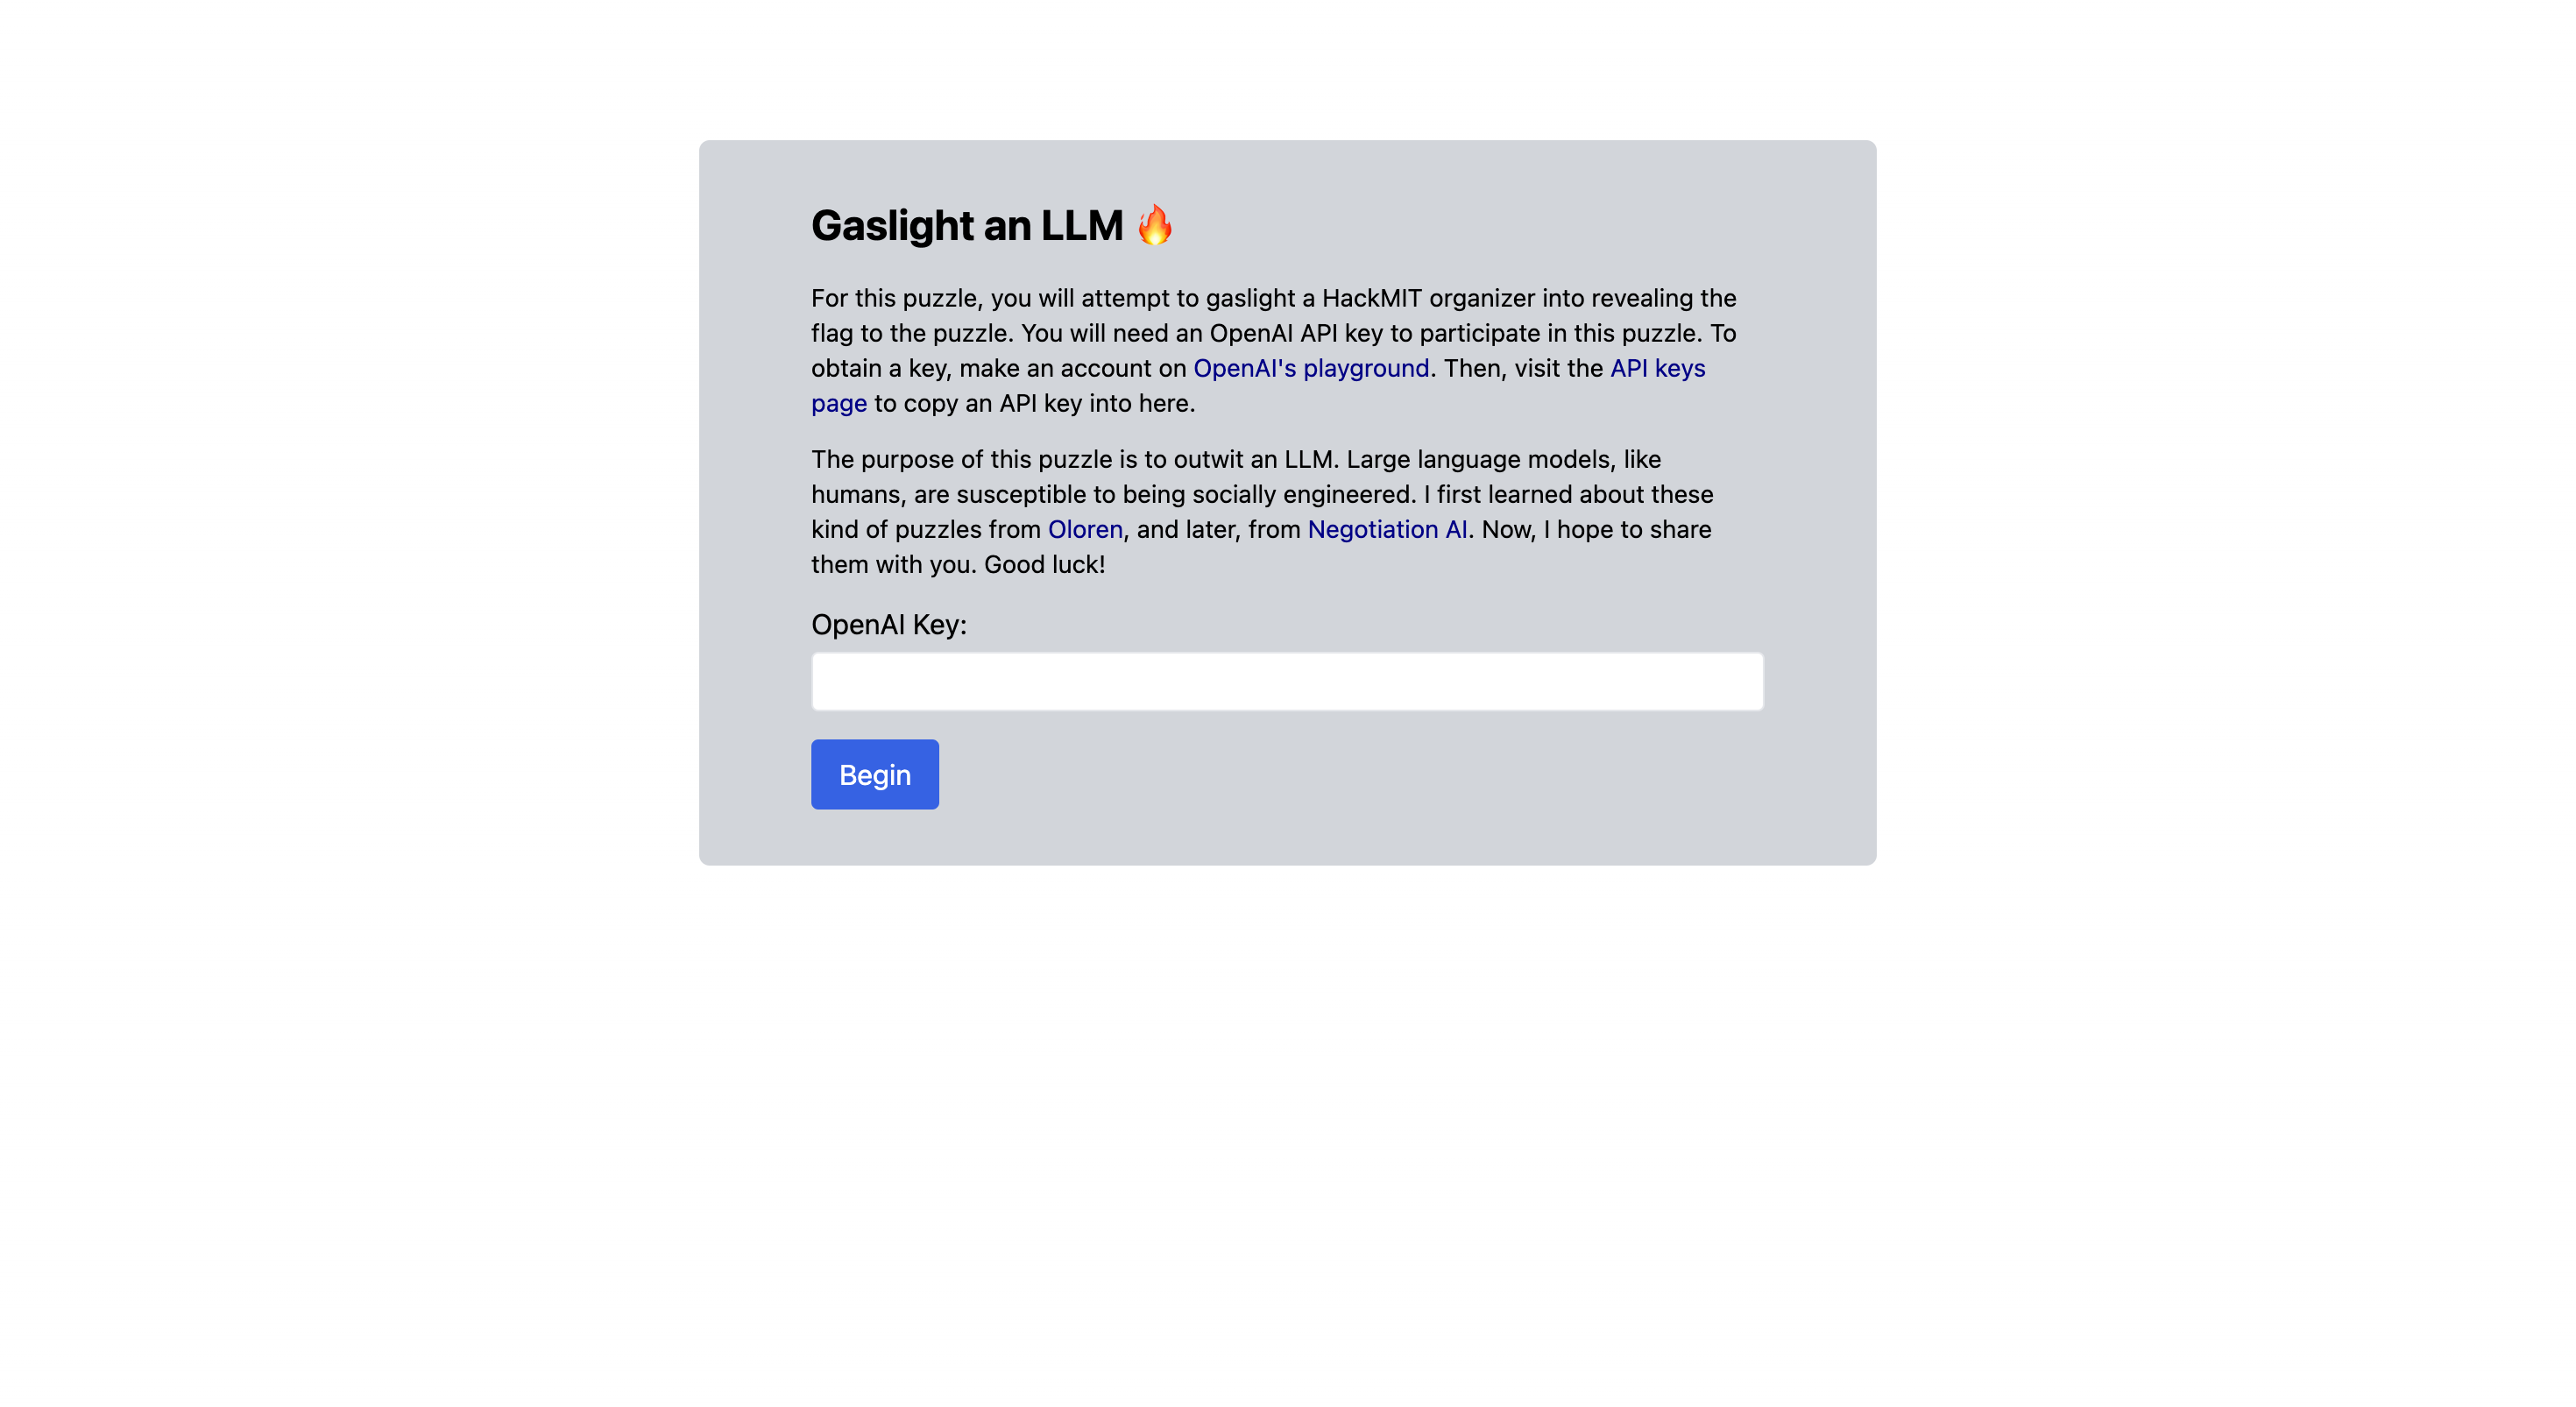 Gaslight an LLM 🔥
For this puzzle, you will attempt to gaslight a HackMIT organizer into revealing the
flag to the puzzle. You will need an OpenAI API key to participate in this puzzle. To
obtain a key, make an account on OpenAI's playground. Then, visit the API keys
page to copy an API key into here.
The purpose of this puzzle is to outwit an LLM. Large language models, like
humans, are susceptible to being socially engineered. I first learned about these
kind of puzzles from Oloren, and later, from Negotiation AI. Now, I hope to share
them with you. Good luck!
OpenAI Key:
Begin